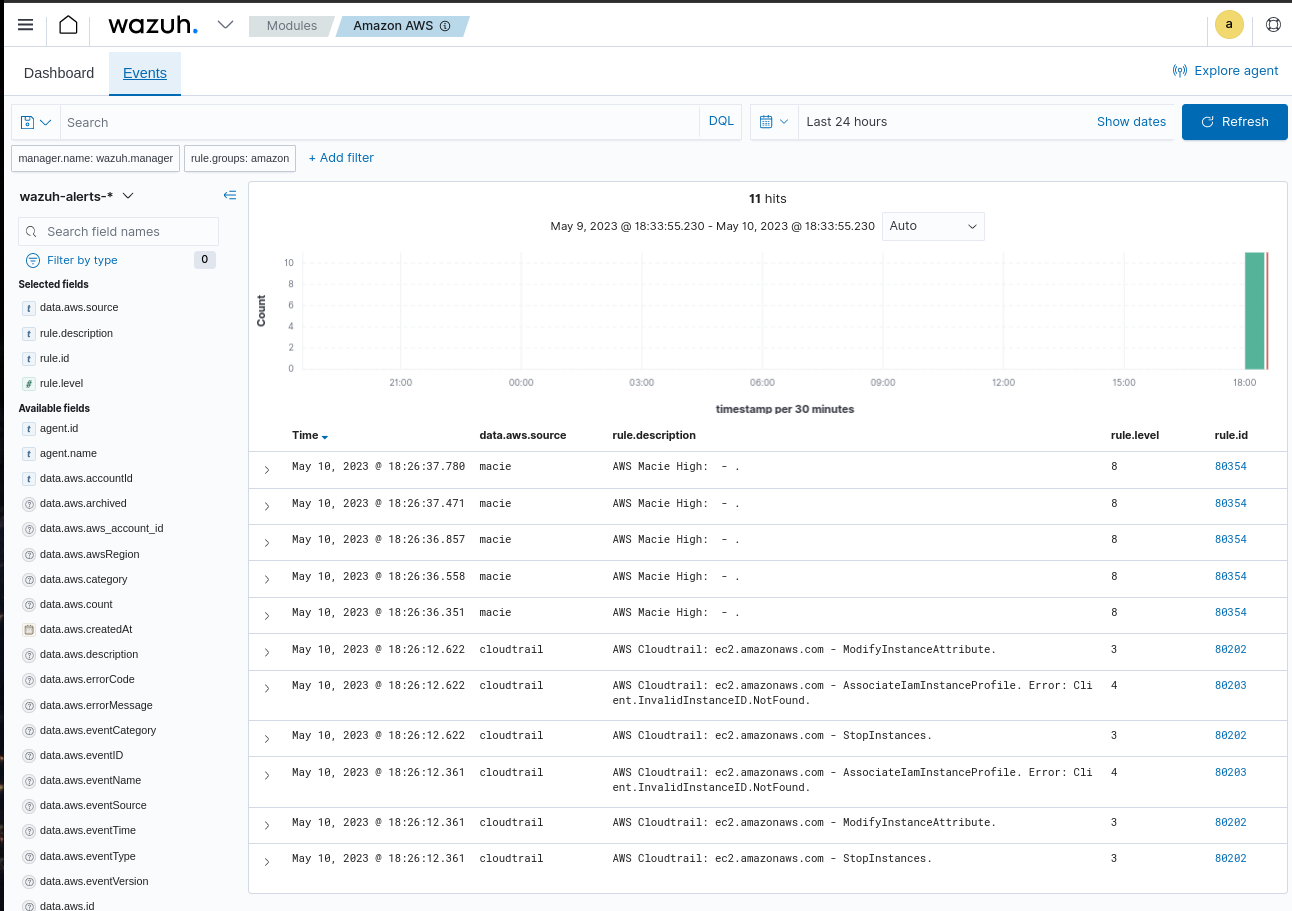 wazuh.
Modules
Amazon AWS
a
Dashboard
Events
Explore agent
Search
DQL
Last 24 hours
Show dates
Refresh
manager.name: wazuh.manager
rule.groups: amazon
+ Add filter
wazuh-alerts-*
Search field names
Filter by type
0
Selected fields
t data.aws.source
t rule.description
t rule.id
# rule.level
Available fields
t agent.id
t agent.name
t data.aws.accountId
? data.aws.archived
? data.aws.aws_account_id
? data.aws.awsRegion
? data.aws.category
? data.aws.count
data.aws.createdAt
? data.aws.description
? data.aws.errorCode
? data.aws.errorMessage
? data.aws.eventCategory
? data.aws.eventID
? data.aws.eventName
? data.aws.eventSource
? data.aws.eventTime
? data.aws.eventType
? data.aws.eventVersion
? data.aws.id
11 hits
May 9, 2023 @ 18:33:55.230 - May 10, 2023 @ 18:33:55.230
Auto
Count
10
8
6
4
2
0
21:00 00:00 03:00 06:00 09:00 12:00 15:00 18:00
timestamp per 30 minutes
Time data.aws.source rule.description rule.level rule.id
May 10, 2023 @ 18:26:37.780 macie AWS Macie High:  - . 8 80354
May 10, 2023 @ 18:26:37.471 macie AWS Macie High:  - . 8 80354
May 10, 2023 @ 18:26:36.857 macie AWS Macie High:  - . 8 80354
May 10, 2023 @ 18:26:36.558 macie AWS Macie High:  - . 8 80354
May 10, 2023 @ 18:26:36.351 macie AWS Macie High:  - . 8 80354
May 10, 2023 @ 18:26:12.622 cloudtrail AWS Cloudtrail: ec2.amazonaws.com - ModifyInstanceAttribute. 3 80202
May 10, 2023 @ 18:26:12.622 cloudtrail AWS Cloudtrail: ec2.amazonaws.com - AssociateIamInstanceProfile. Error: Cli 4 80203
ent.InvalidInstanceID.NotFound.
May 10, 2023 @ 18:26:12.622 cloudtrail AWS Cloudtrail: ec2.amazonaws.com - StopInstances. 3 80202
May 10, 2023 @ 18:26:12.361 cloudtrail AWS Cloudtrail: ec2.amazonaws.com - AssociateIamInstanceProfile. Error: Cli 4 80203
ent.InvalidInstanceID.NotFound.
May 10, 2023 @ 18:26:12.361 cloudtrail AWS Cloudtrail: ec2.amazonaws.com - ModifyInstanceAttribute. 3 80202
May 10, 2023 @ 18:26:12.361 cloudtrail AWS Cloudtrail: ec2.amazonaws.com - StopInstances. 3 80202